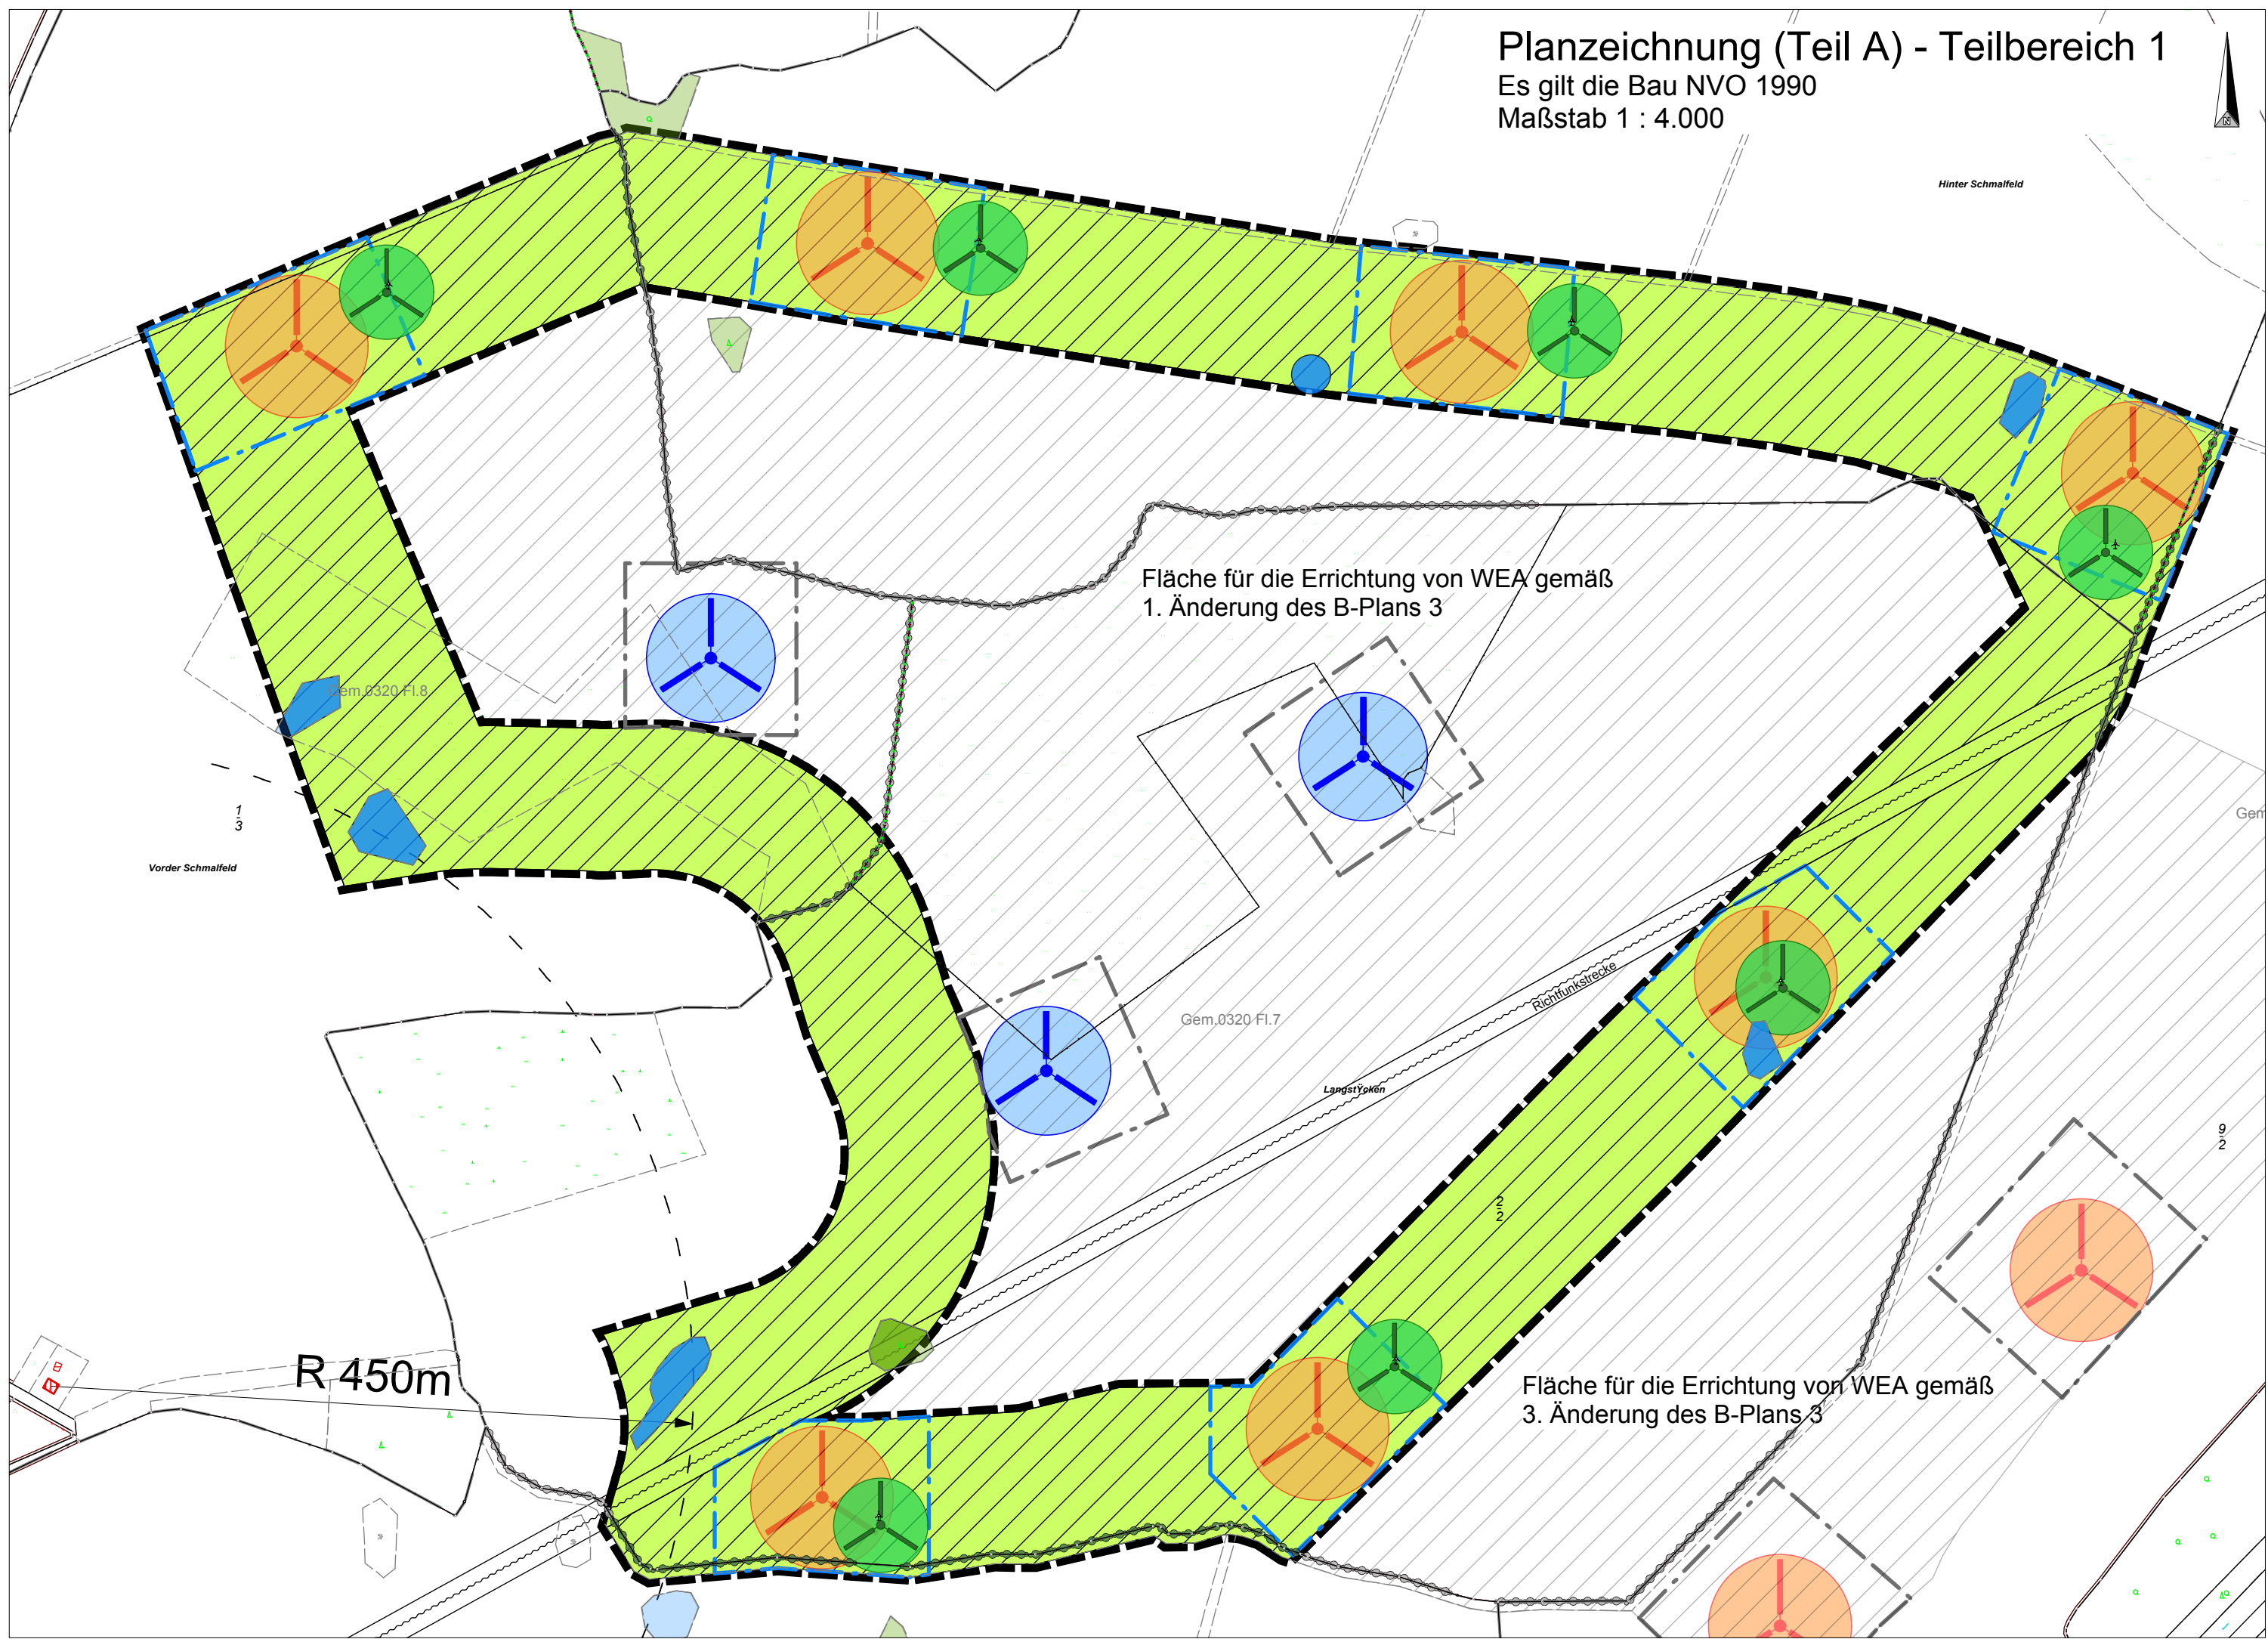 Planzeichnung (Teil A) - Teilbereich 1
Es gilt die Bau NVO 1990
Maßstab 1 : 4.000
N
Hinter Schmalfeld
Fläche für die Errichtung von WEA gemäß
1. Änderung des B-Plans 3
Gem.0320 Fl.8
1
3
Vorder Schmalfeld
Gem
Richtfunkstrecke
Gem.0320 Fl.7
LangstÝcken
9
2
2
2
R 450m
Fläche für die Errichtung von WEA gemäß
3. Änderung des B-Plans 3